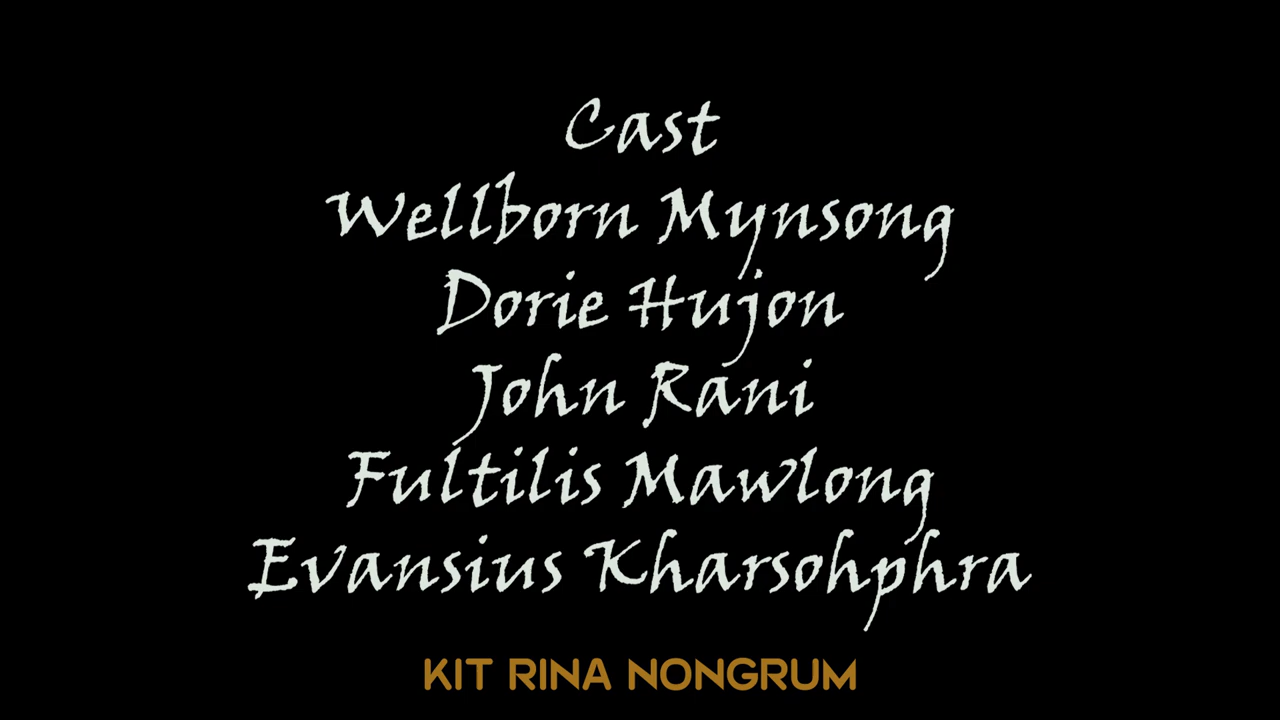 Cast
Wellborn Mynsong
Dorie Hujon
John Rani
Fultilis Mawlong
Evansius Kharsohphra
KIT RINA NONGRUM